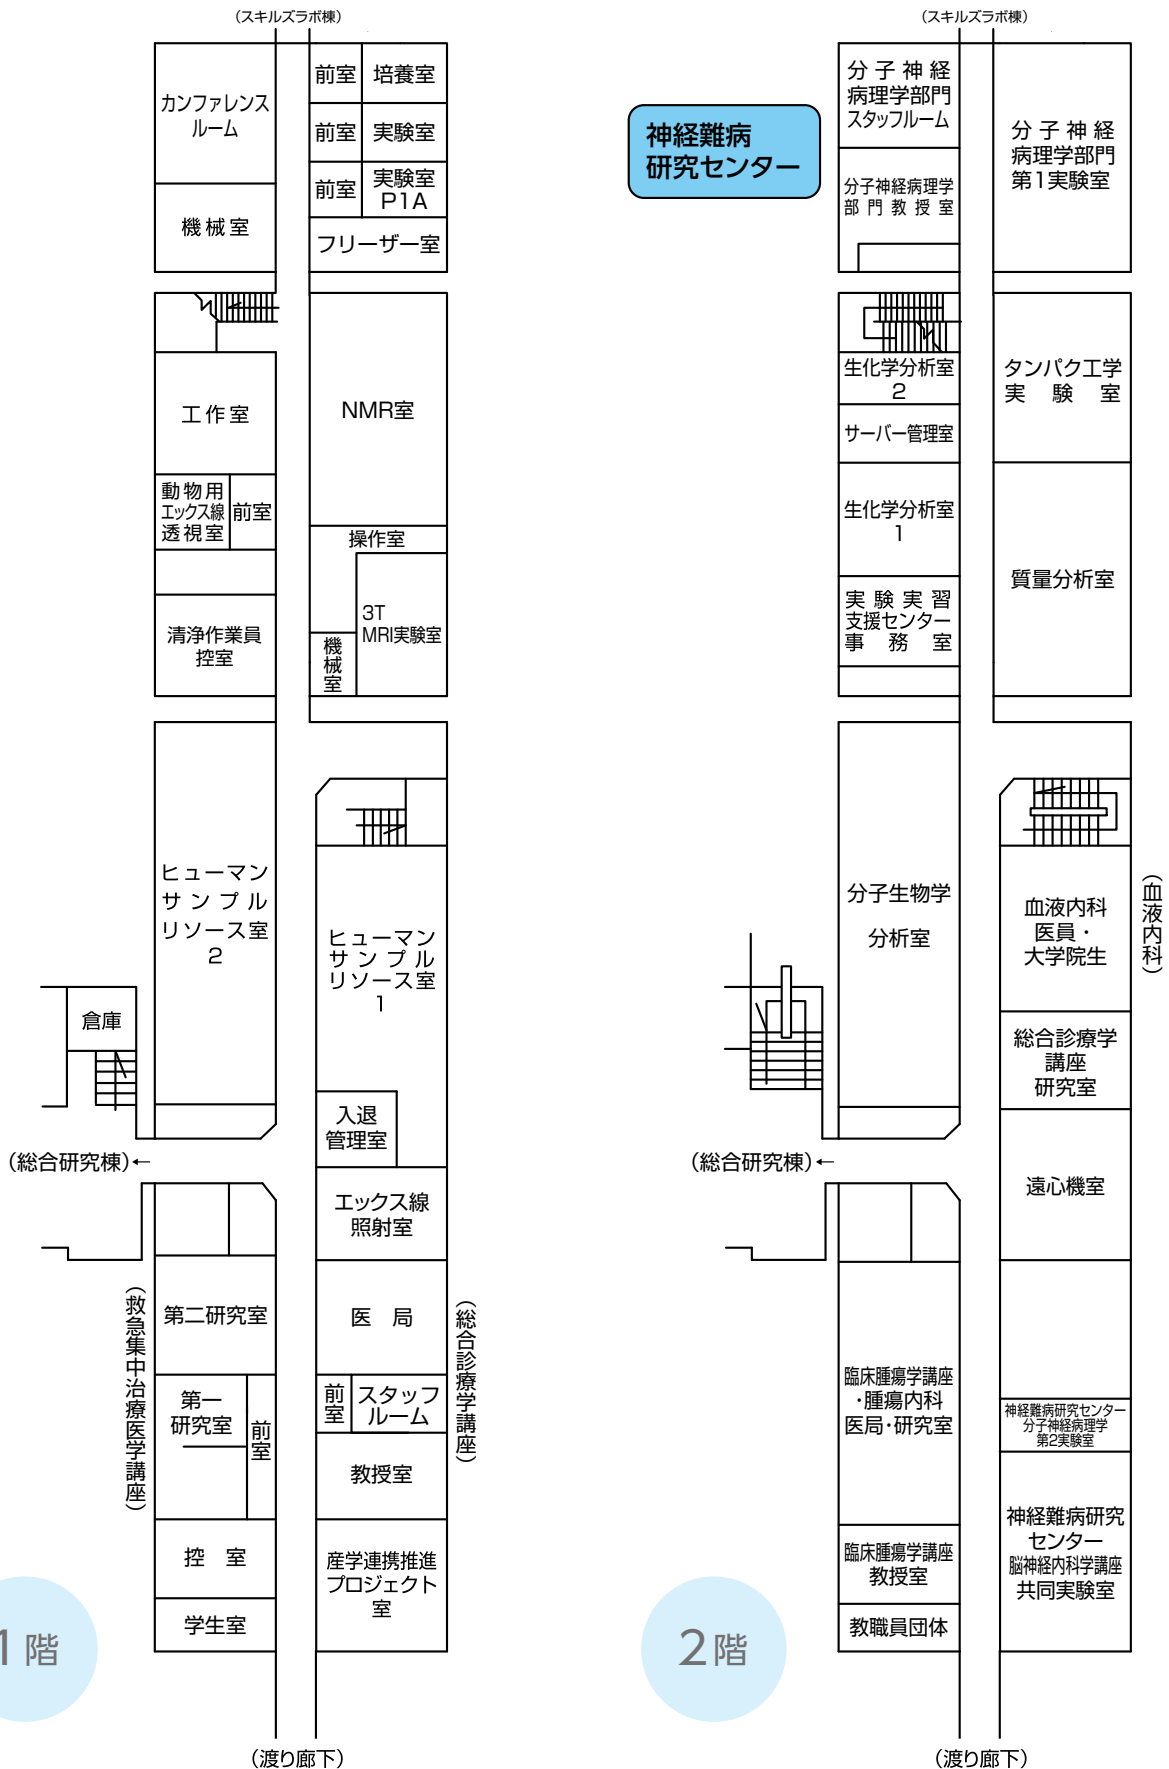 (スキルズラボ棟)
カンファレンス
ルーム
前室
培養室
前室
実験室
前室
実験室
P1A
機械室
フリーザー室
工作室
NMR室
動物用
エックス線
透視室
前室
操作室
3T
MRI実験室
清浄作業員
控室
機械室
ヒューマン
サンプル
リソース室
2
ヒューマン
サンプル
リソース室
1
倉庫
入退
管理室
(総合研究棟)←
エックス線
照射室
(救急集中治療医学講座)
第二研究室
医 局
(総合診療学講座)
第一
研究室
前室
前室
スタッフ
ルーム
教授室
控 室
産学連携推進
プロジェクト
室
学生室
1階
(渡り廊下)
(スキルズラボ棟)
神経難病
研究センター
分子神経
病理学部門
スタッフルーム
分子神経
病理学部門
第1実験室
分子神経病理学
部門教授室
生化学分析室
2
タンパク工学
実験室
サーバー管理室
生化学分析室
1
質量分析室
実験実習
支援センター
事務室
分子生物学
分析室
血液内科
医員・
大学院生
(血液内科)
総合診療学
講座
研究室
(総合研究棟)←
遠心機室
臨床腫瘍学講座
・腫瘍内科
医局・研究室
神経難病研究センター
分子神経病理学
第2実験室
臨床腫瘍学講座
教授室
神経難病研究
センター
脳神経内科学講座
共同実験室
教職員団体
2階
(渡り廊下)